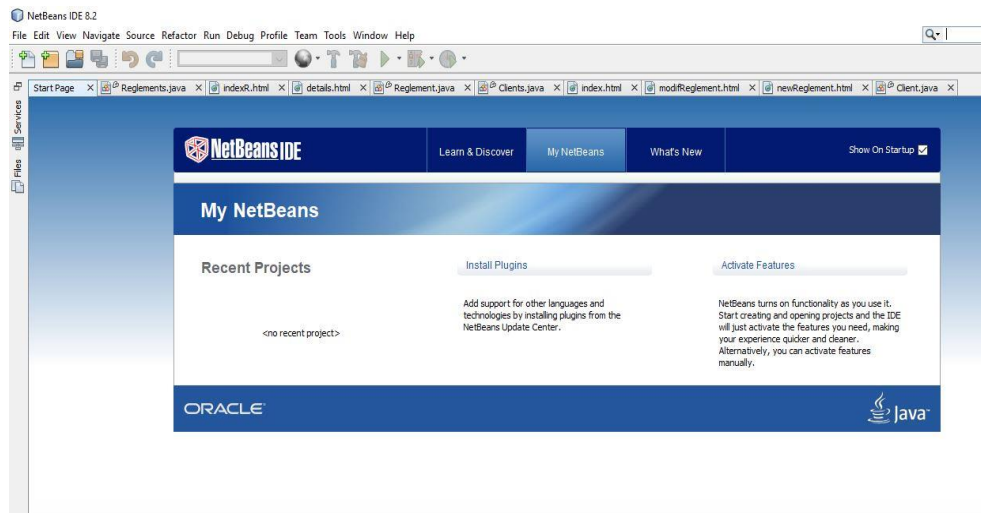 NetBeans IDE 8.2
File Edit View Navigate Source Refactor Run Debug Profile Team Tools Window Help
Start Page Reglements.java indexR.html details.html Reglement.java Clients.java index.html modifReglement.html newReglement.html Client.java
Services
Files
NetBeans IDE
Learn & Discover My NetBeans What's New Show On Startup
My NetBeans
Recent Projects
<no recent project>
Install Plugins
Add support for other languages and
technologies by installing plugins from the
NetBeans Update Center.
Activate Features
NetBeans turns on functionality as you use it.
Start creating and opening projects and the IDE
will just activate the features you need, making
your experience quicker and cleaner.
Alternatively, you can activate features
manually.
ORACLE
Java